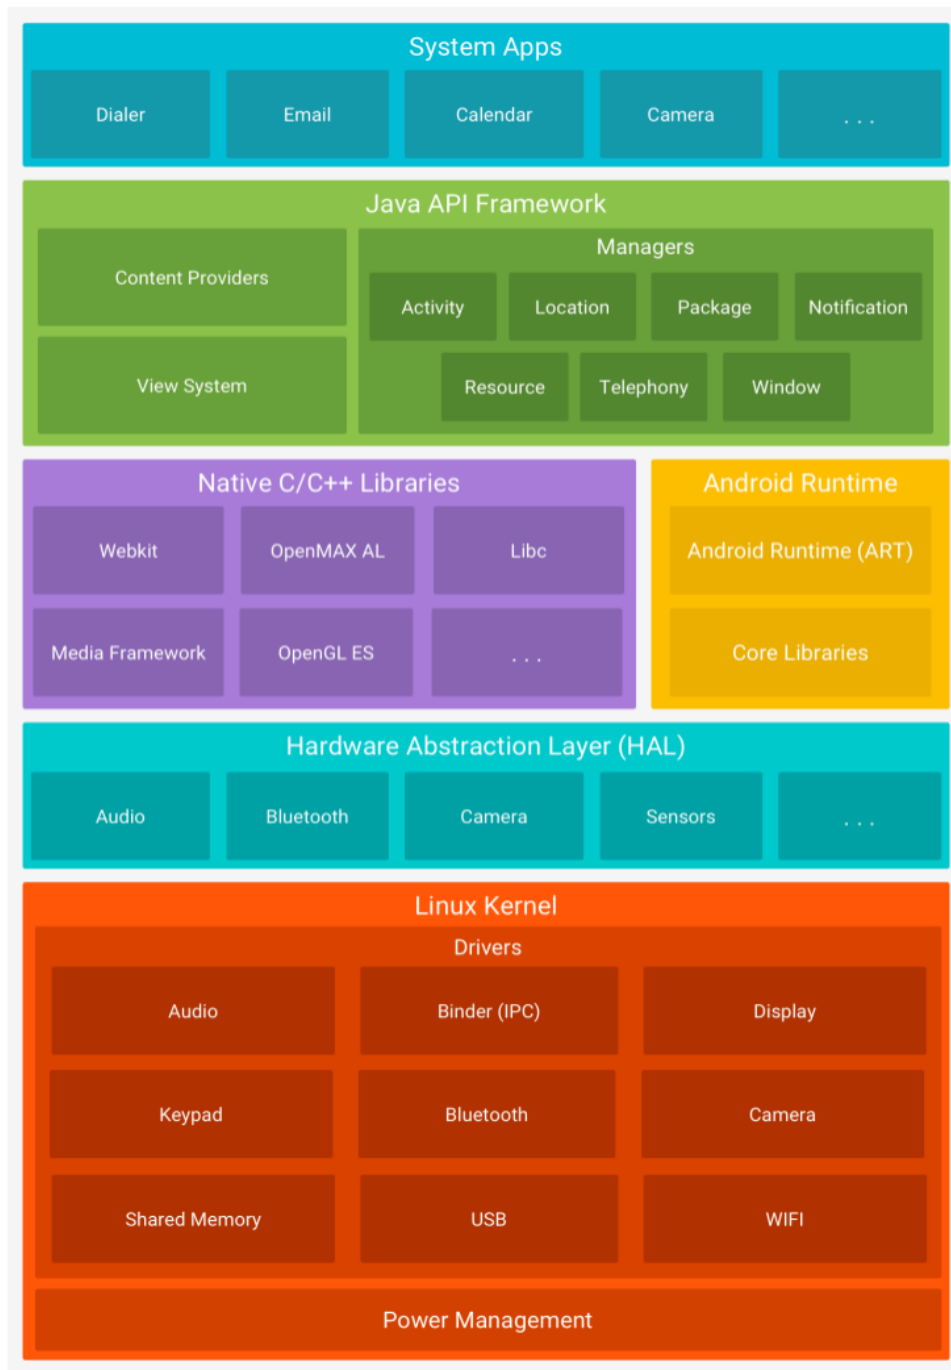 System Apps
Dialer
Email
Calendar
Camera
. . .
Java API Framework
Content Providers
View System
Managers
Activity
Location
Package
Notification
Resource
Telephony
Window
Native C/C++ Libraries
Webkit
OpenMAX AL
Libc
Media Framework
OpenGL ES
. . .
Android Runtime
Android Runtime (ART)
Core Libraries
Hardware Abstraction Layer (HAL)
Audio
Bluetooth
Camera
Sensors
. . .
Linux Kernel
Drivers
Audio
Binder (IPC)
Display
Keypad
Bluetooth
Camera
Shared Memory
USB
WIFI
Power Management